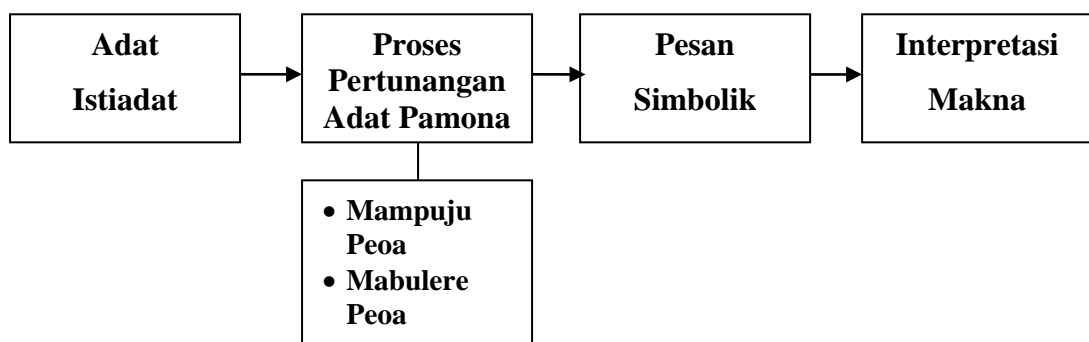 Adat
Istiadat
Proses
Pertunangan
Adat Pamona
Pesan
Simbolik
Interpretasi
Makna
• Mampuju
Peoa
• Mabulere
Peoa